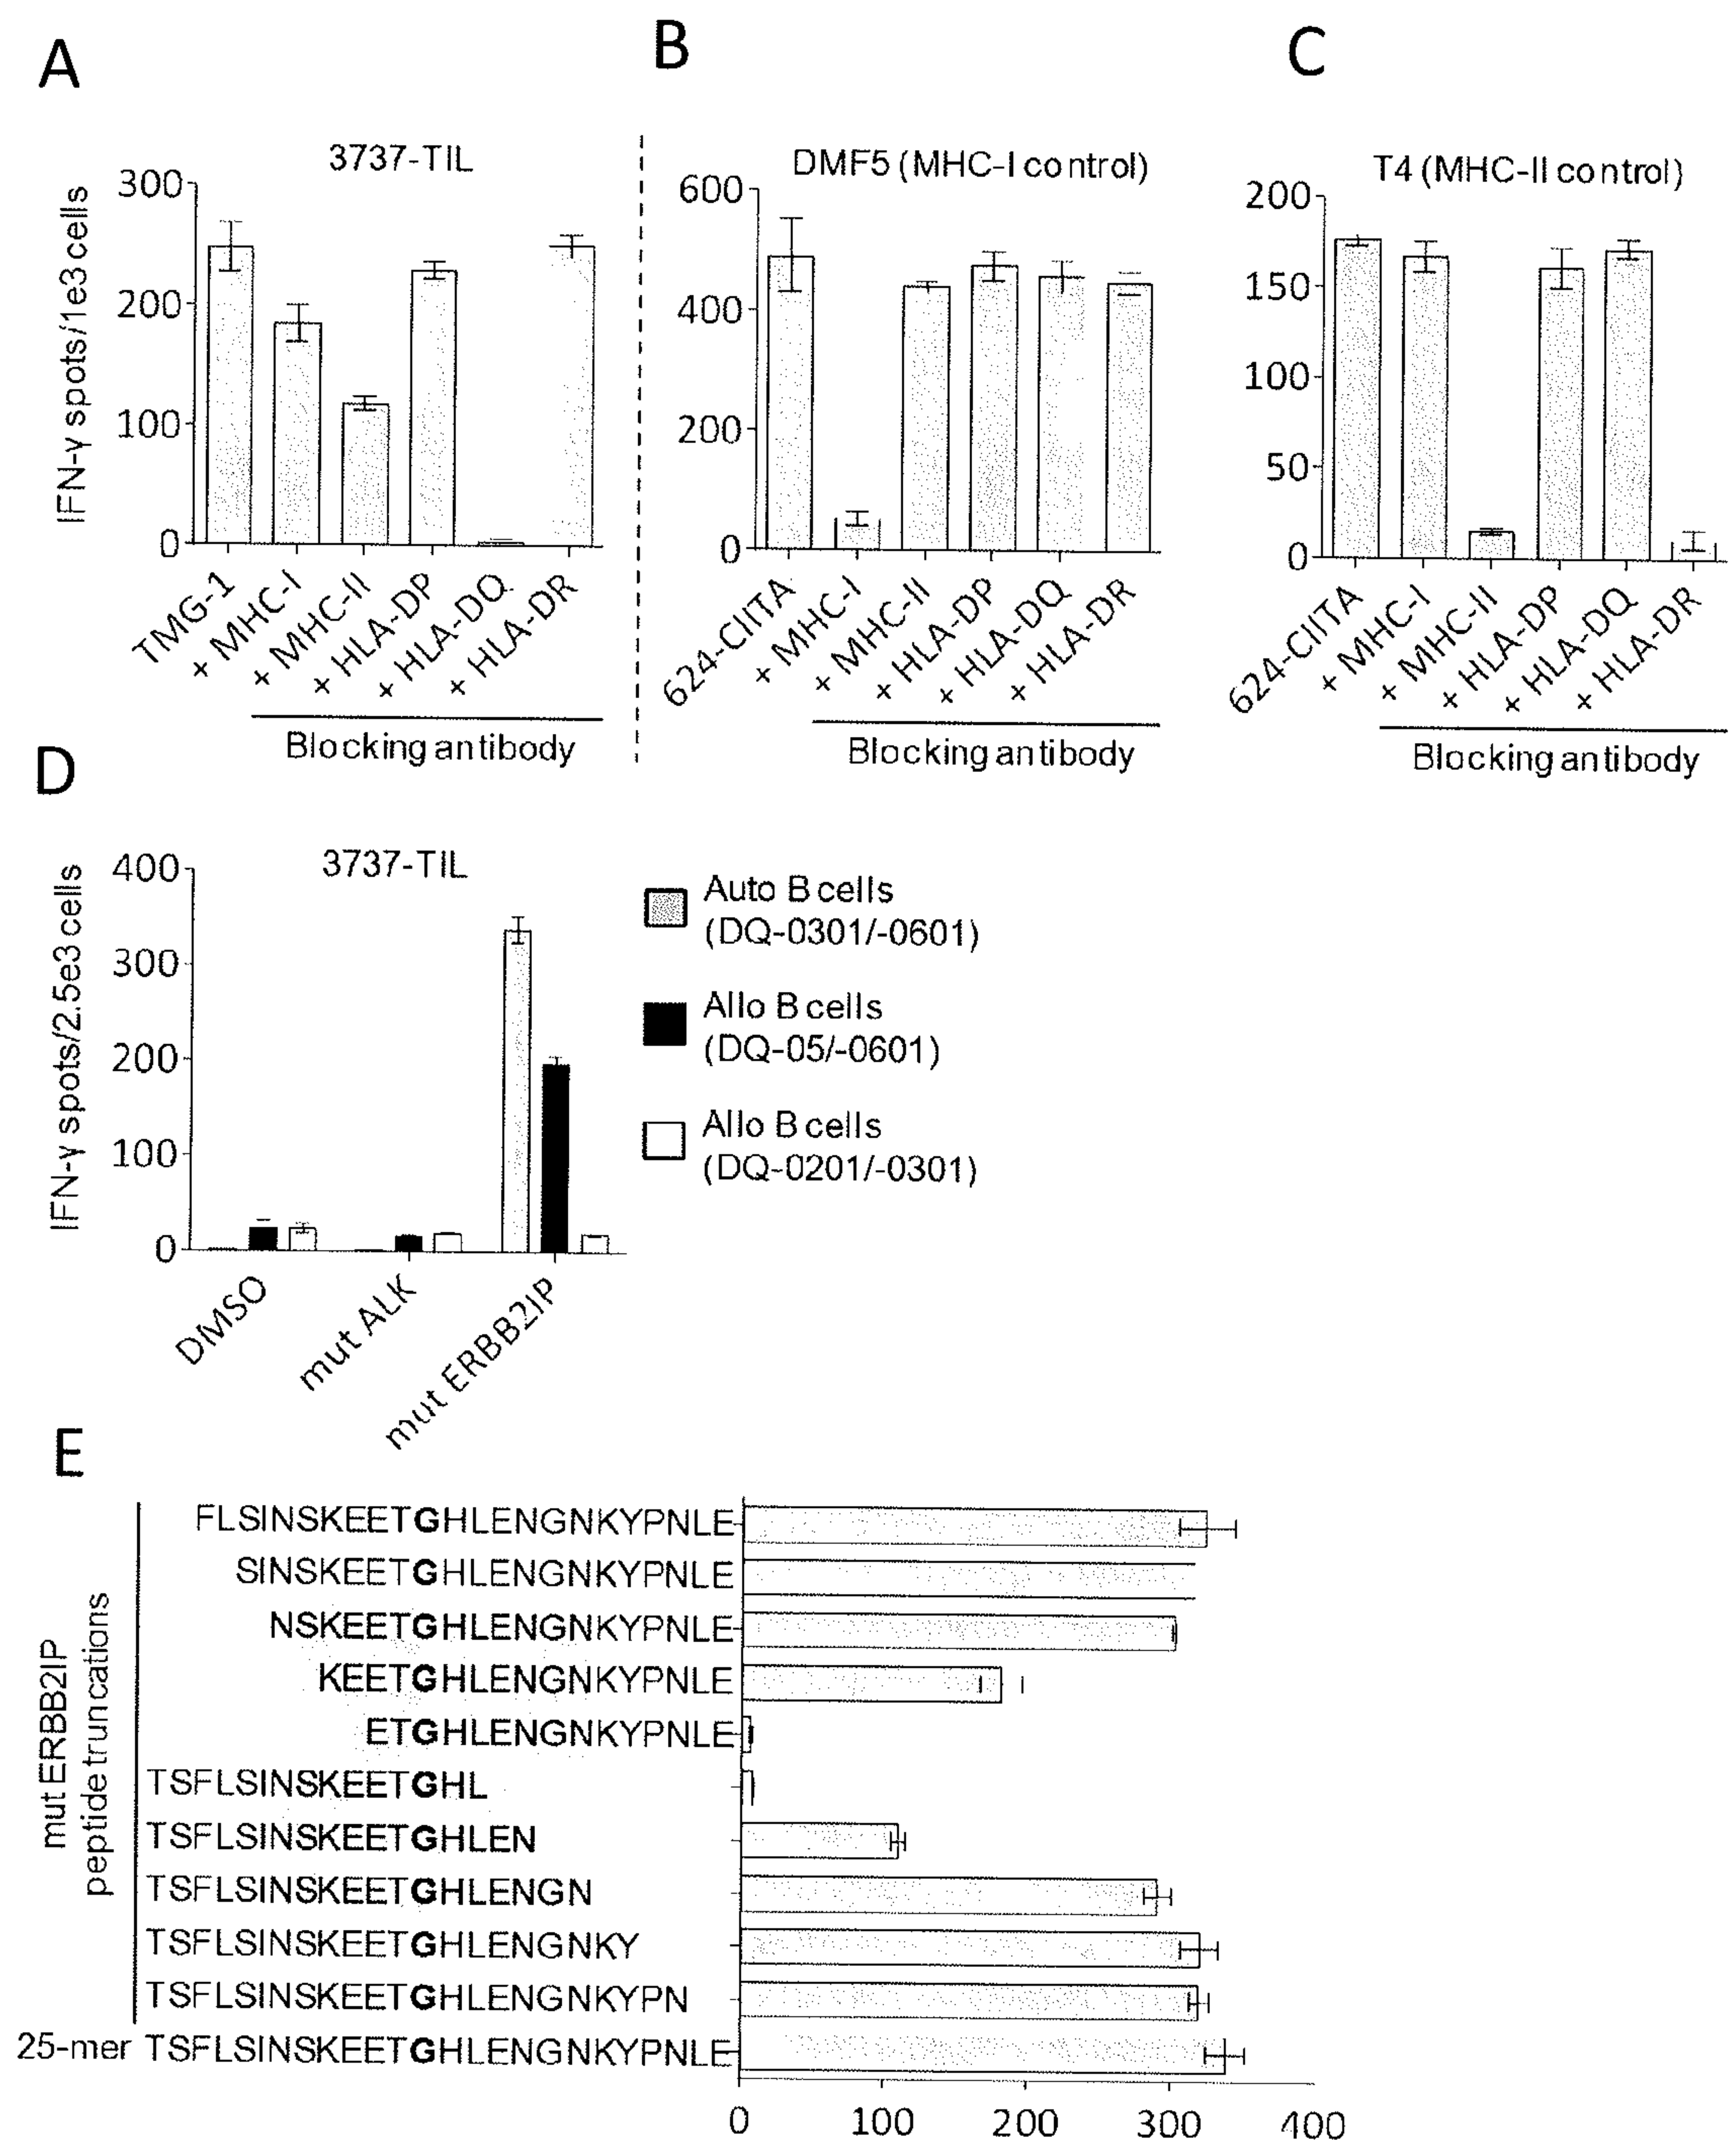 A
3737-TIL
IFN-γ spots/1e3 cells
300
200
100
0
TMG-1
+ MHC-I
+ MHC-II
+ HLA-DP
+ HLA-DQ
+ HLA-DR
Blocking antibody
B
DMF5 (MHC-I control)
600
400
200
0
624-CIITA
+ MHC-I
+ MHC-II
+ HLA-DP
+ HLA-DQ
+ HLA-DR
Blocking antibody
C
T4 (MHC-II control)
200
150
100
50
0
624-CIITA
+ MHC-I
+ MHC-II
+ HLA-DP
+ HLA-DQ
+ HLA-DR
Blocking antibody
D
3737-TIL
IFN-γ spots/2.5e3 cells
400
300
200
100
0
DMSO
mut ALK
mut ERBB2IP
Auto B cells
(DQ-0301/-0601)
Allo B cells
(DQ-05/-0601)
Allo B cells
(DQ-0201/-0301)
E
mut ERBB2IP
peptide truncations
FLSINSKEETGHLENGNKYPNLE
SINSKEETGHLENGNKYPNLE
NSKEETGHLENGNKYPNLE
KEETGHLENGNKYPNLE
ETGHLENGNKYPNLE
TSFLSINSKEETGHL
TSFLSINSKEETGHLEN
TSFLSINSKEETGHLENGN
TSFLSINSKEETGHLENGNKY
TSFLSINSKEETGHLENGNKYPN
25-mer TSFLSINSKEETGHLENGNKYPNLE
0 100 200 300 400